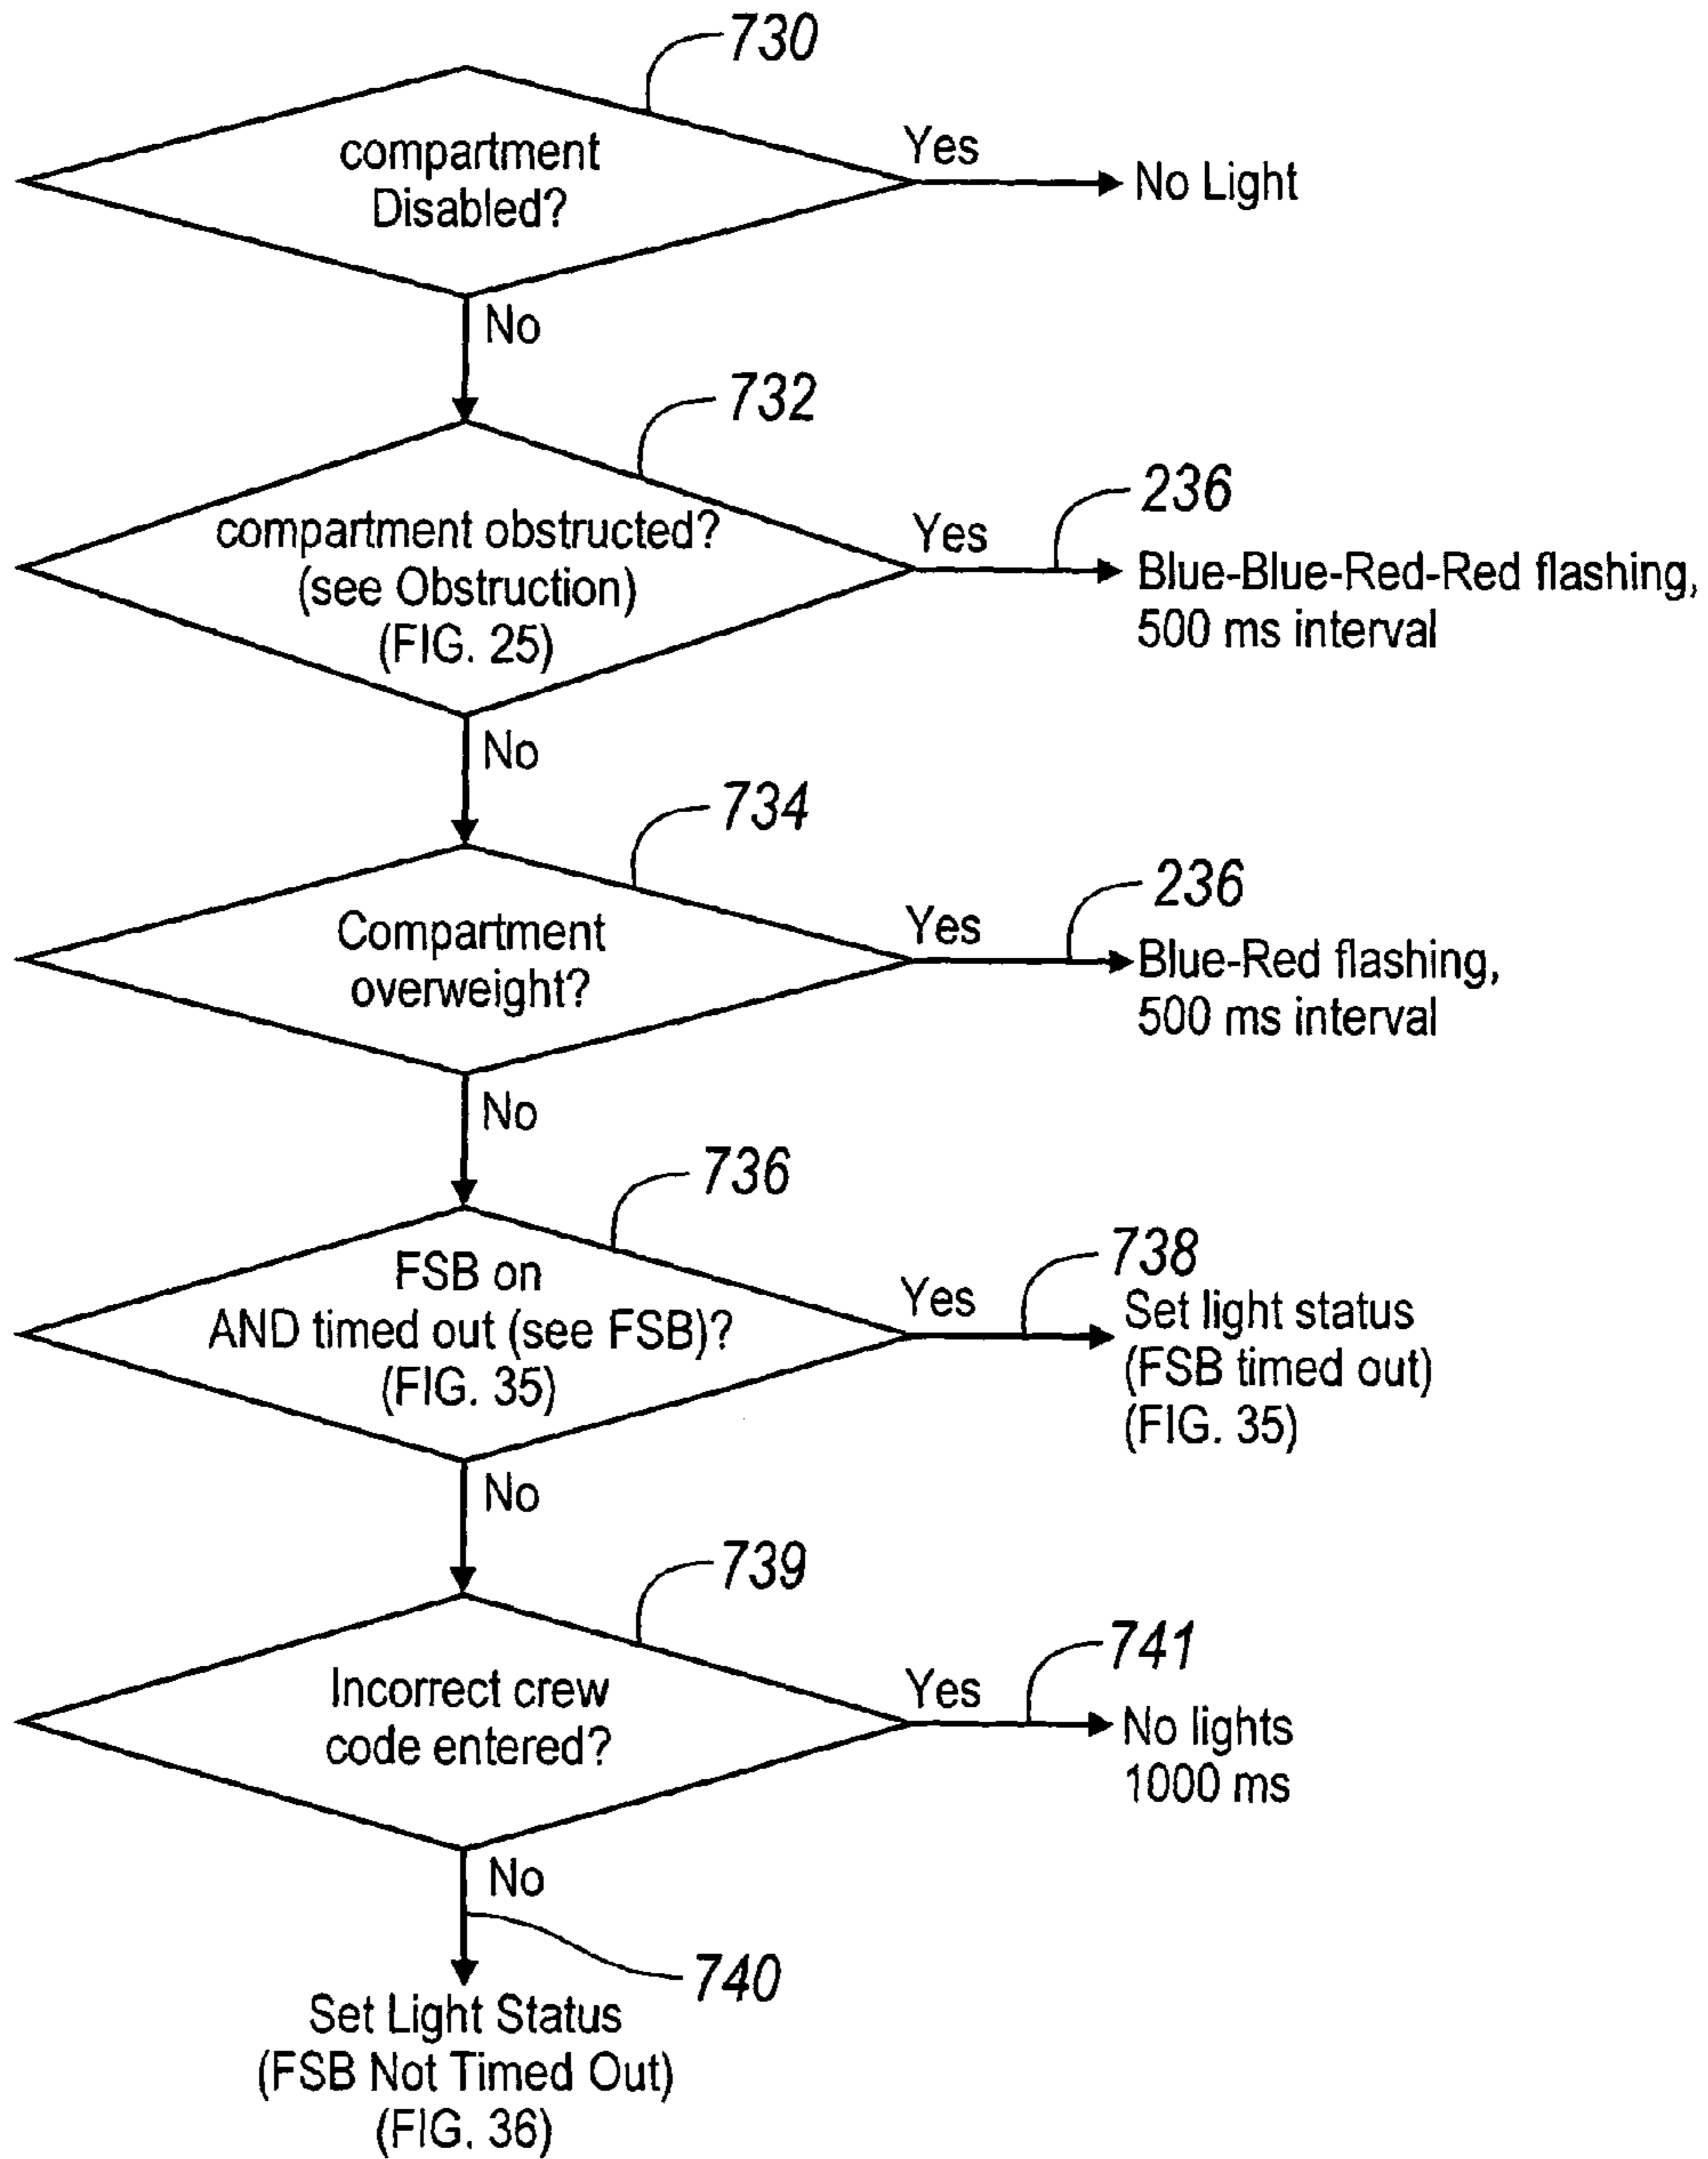 730
compartment
Disabled?
Yes
No Light
No
732
compartment obstructed?
(see Obstruction)
(FIG. 25)
Yes
236
Blue-Blue-Red-Red flashing,
500 ms interval
No
734
Compartment
overweight?
Yes
236
Blue-Red flashing,
500 ms interval
No
736
FSB on
AND timed out (see FSB)?
(FIG. 35)
Yes
738
Set light status
(FSB timed out)
(FIG. 35)
No
739
Incorrect crew
code entered?
Yes
741
No lights
1000 ms
No
740
Set Light Status
(FSB Not Timed Out)
(FIG. 36)